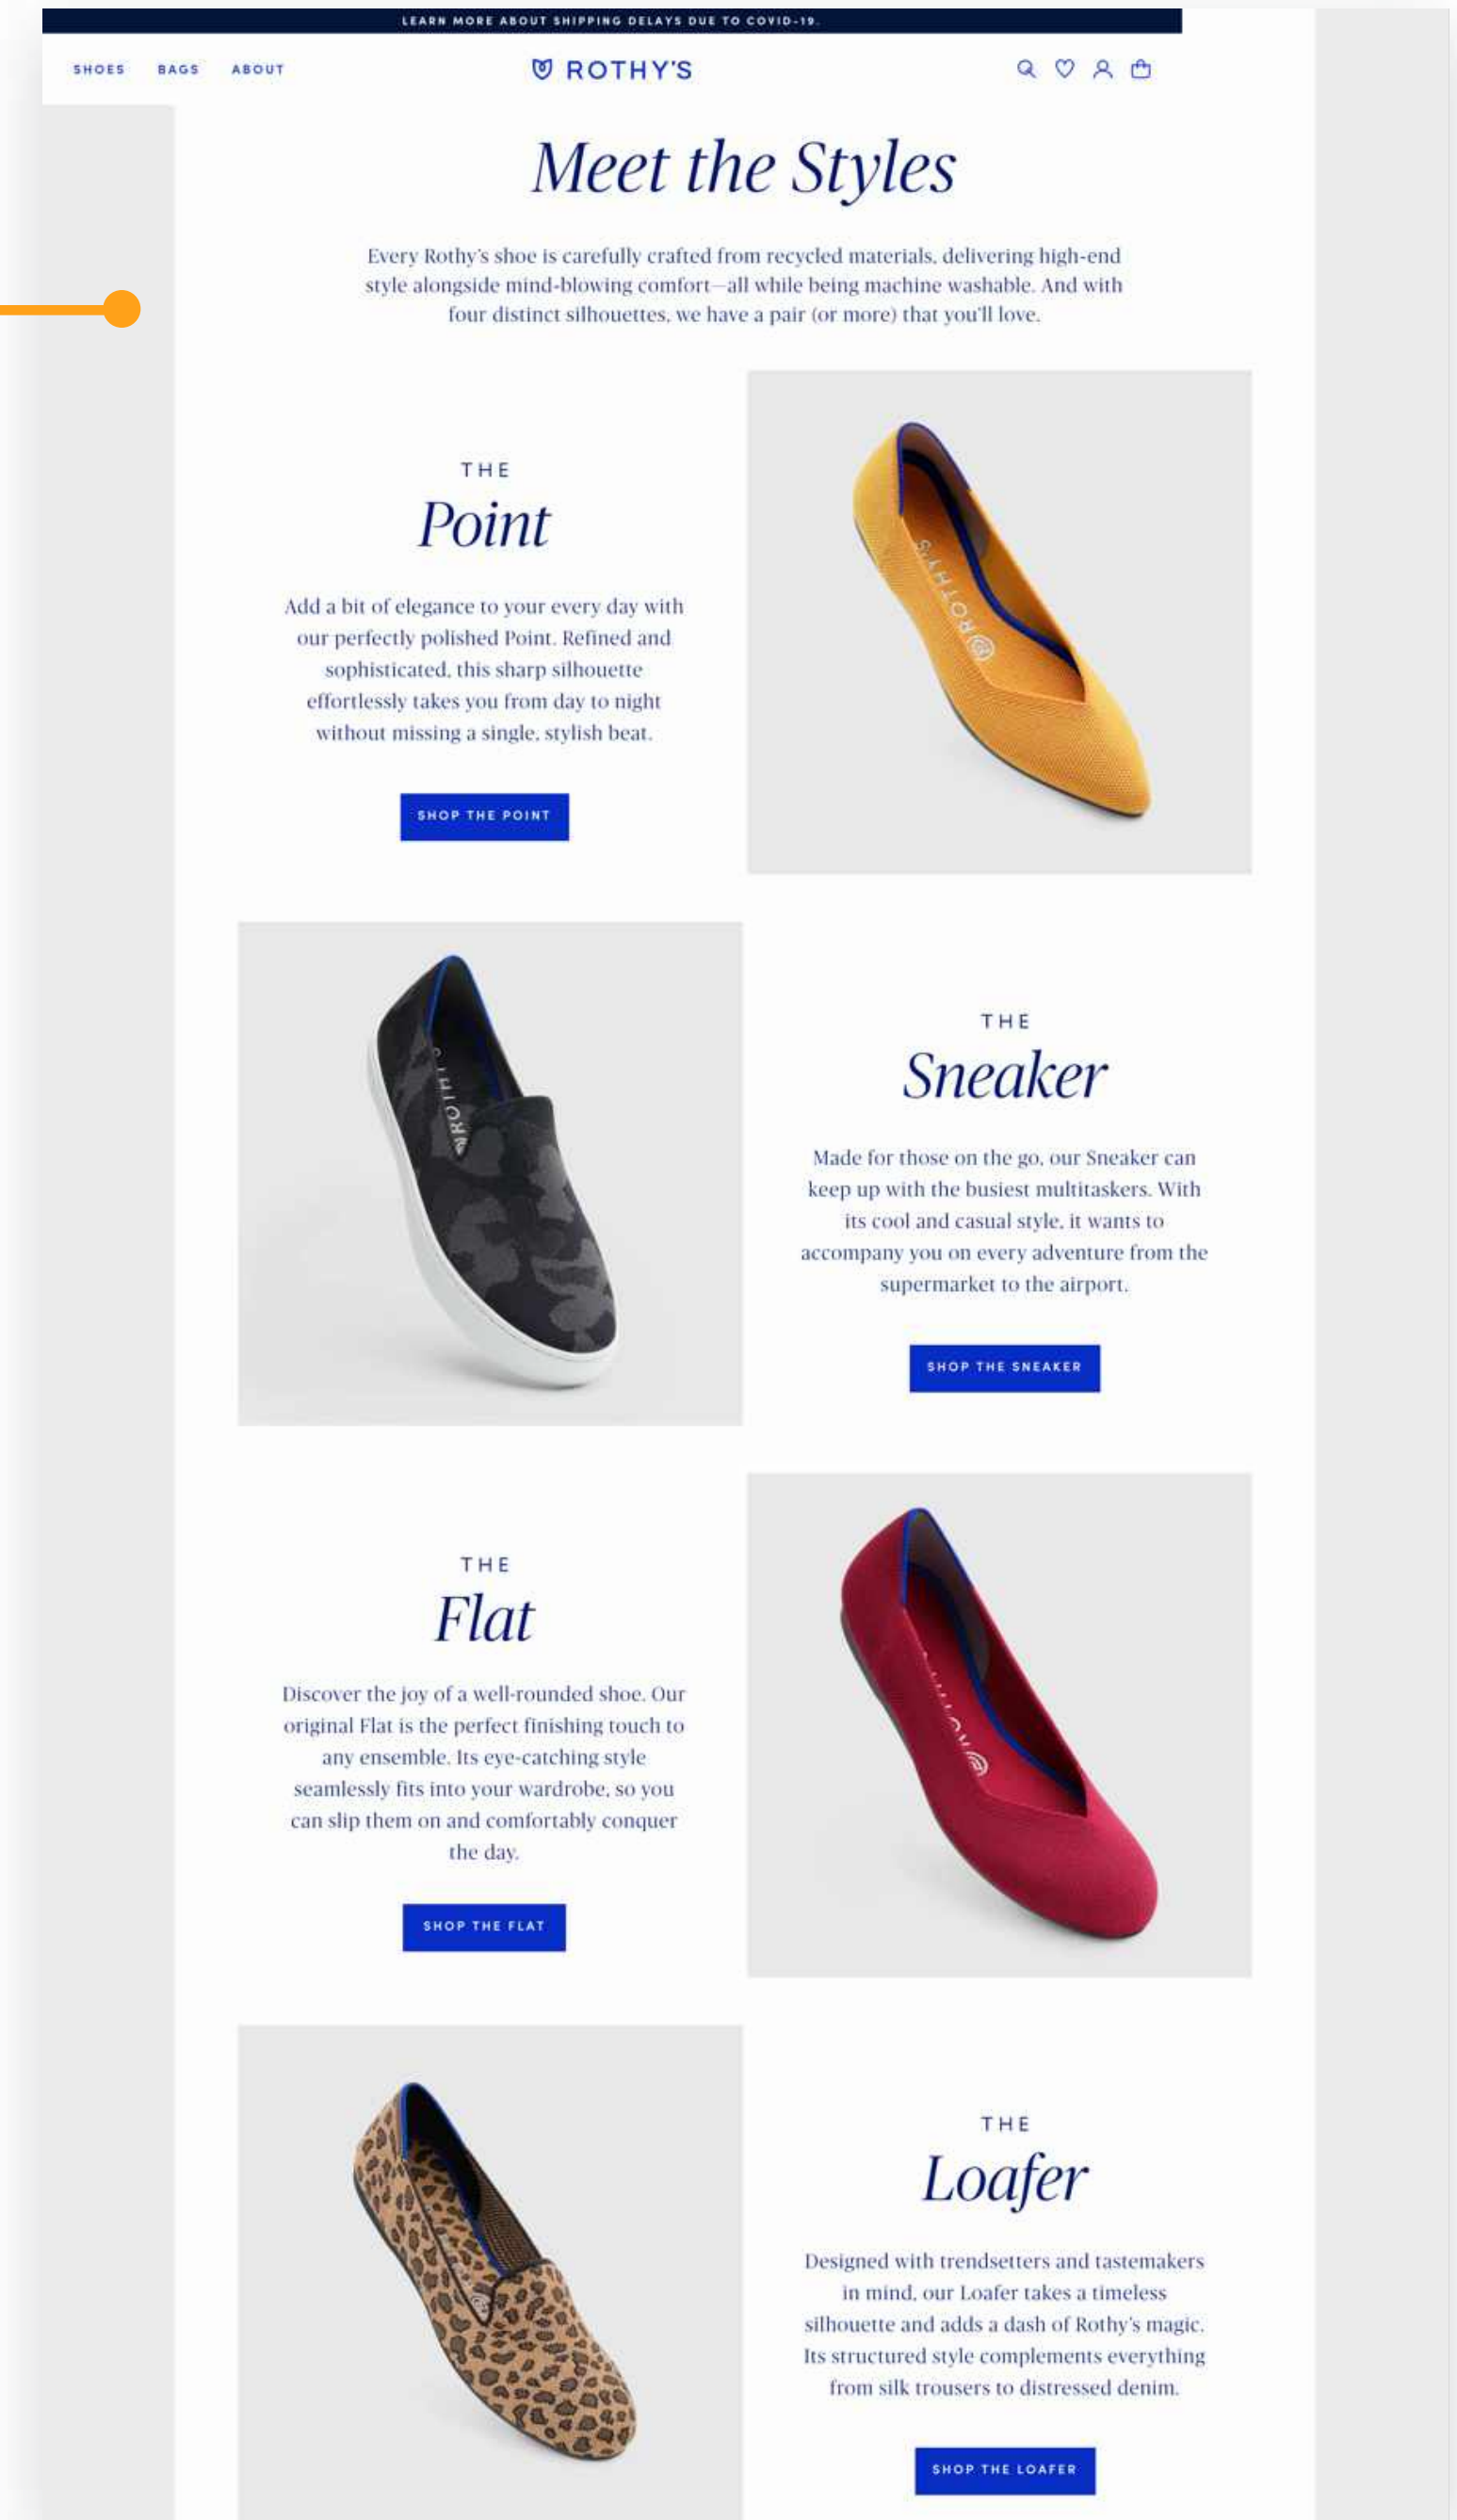 LEARN MORE ABOUT SHIPPING DELAYS DUE TO COVID-19.
SHOES BAGS ABOUT ROTHY'S
Meet the Styles
Every Rothy's shoe is carefully crafted from recycled materials, delivering high-end
style alongside mind-blowing comfort—all while being machine washable. And with
four distinct silhouettes, we have a pair (or more) that you'll love.
THE
Point
Add a bit of elegance to your every day with
our perfectly polished Point. Refined and
sophisticated, this sharp silhouette
effortlessly takes you from day to night
without missing a single, stylish beat.
SHOP THE POINT
ROTHY'S
THE
Sneaker
Made for those on the go, our Sneaker can
keep up with the busiest multitaskers. With
its cool and casual style, it wants to
accompany you on every adventure from the
supermarket to the airport.
SHOP THE SNEAKER
THE
Flat
Discover the joy of a well-rounded shoe. Our
original Flat is the perfect finishing touch to
any ensemble. Its eye-catching style
seamlessly fits into your wardrobe, so you
can slip them on and comfortably conquer
the day.
SHOP THE FLAT
THE
Loafer
Designed with trendsetters and tastemakers
in mind, our Loafer takes a timeless
silhouette and adds a dash of Rothy's magic.
Its structured style complements everything
from silk trousers to distressed denim.
SHOP THE LOAFER